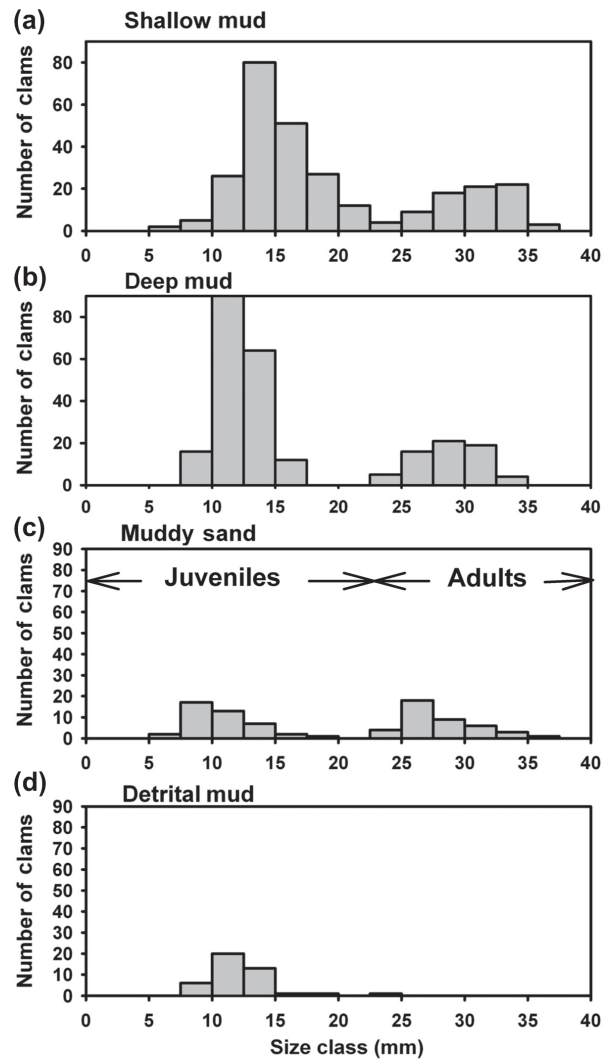 (a) Shallow mud
Number of clams
80
60
40
20
0
0 5 10 15 20 25 30 35 40
(b) Deep mud
Number of clams
80
60
40
20
0
0 5 10 15 20 25 30 35 40
(c) Muddy sand
Number of clams
90
80
70
60
50
40
30
20
10
0
Juveniles Adults
0 5 10 15 20 25 30 35 40
(d) Detrital mud
Number of clams
90
80
70
60
50
40
30
20
10
0
0 5 10 15 20 25 30 35 40
Size class (mm)